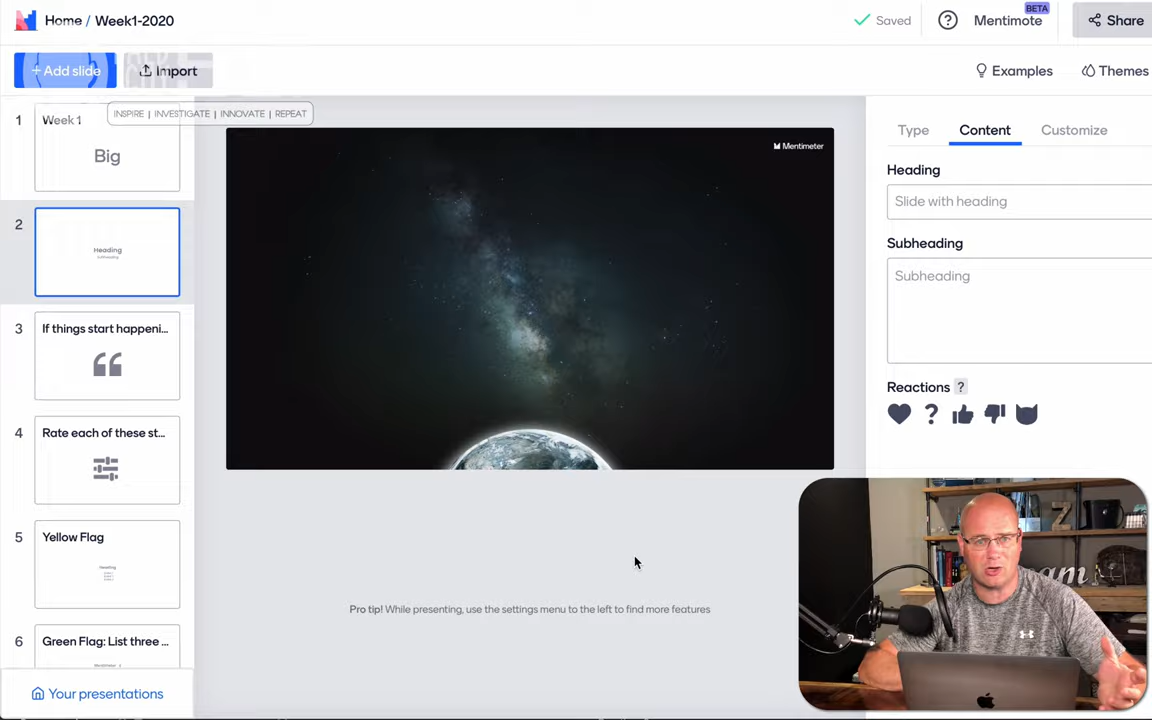 Home / Week1-2020
Saved
?
Mentimote
BETA
Share
+ Add slide
Import
Examples
Themes
INSPIRE | INVESTIGATE | INNOVATE | REPEAT
1
Week 1
Big
2
Heading
Subheading
3
If things start happeni...
4
Rate each of these st...
5
Yellow Flag
Heading
6
Green Flag: List three ...
Your presentations
Mentimeter
Pro tip! While presenting, use the settings menu to the left to find more features
Type
Content
Customize
Heading
Slide with heading
Subheading
Subheading
Reactions ?
?
Z